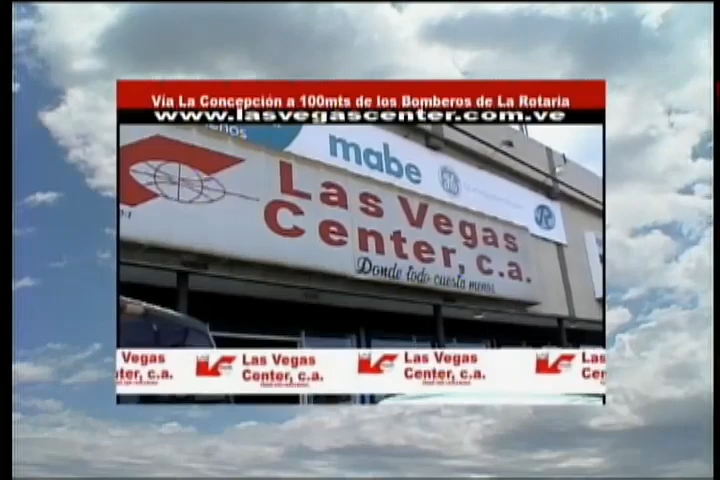 Vía La Concepción a 100mts de los Bomberos de La Rotaria
www.lasvegascenter.com.ve
mabe
GE
R
Las Vegas
Center, c.a.
Donde todo cuesta menos
Vegas
ter, c.a.
Las Vegas
Center, c.a.
Las Vegas
Center, c.a.
Las
Center